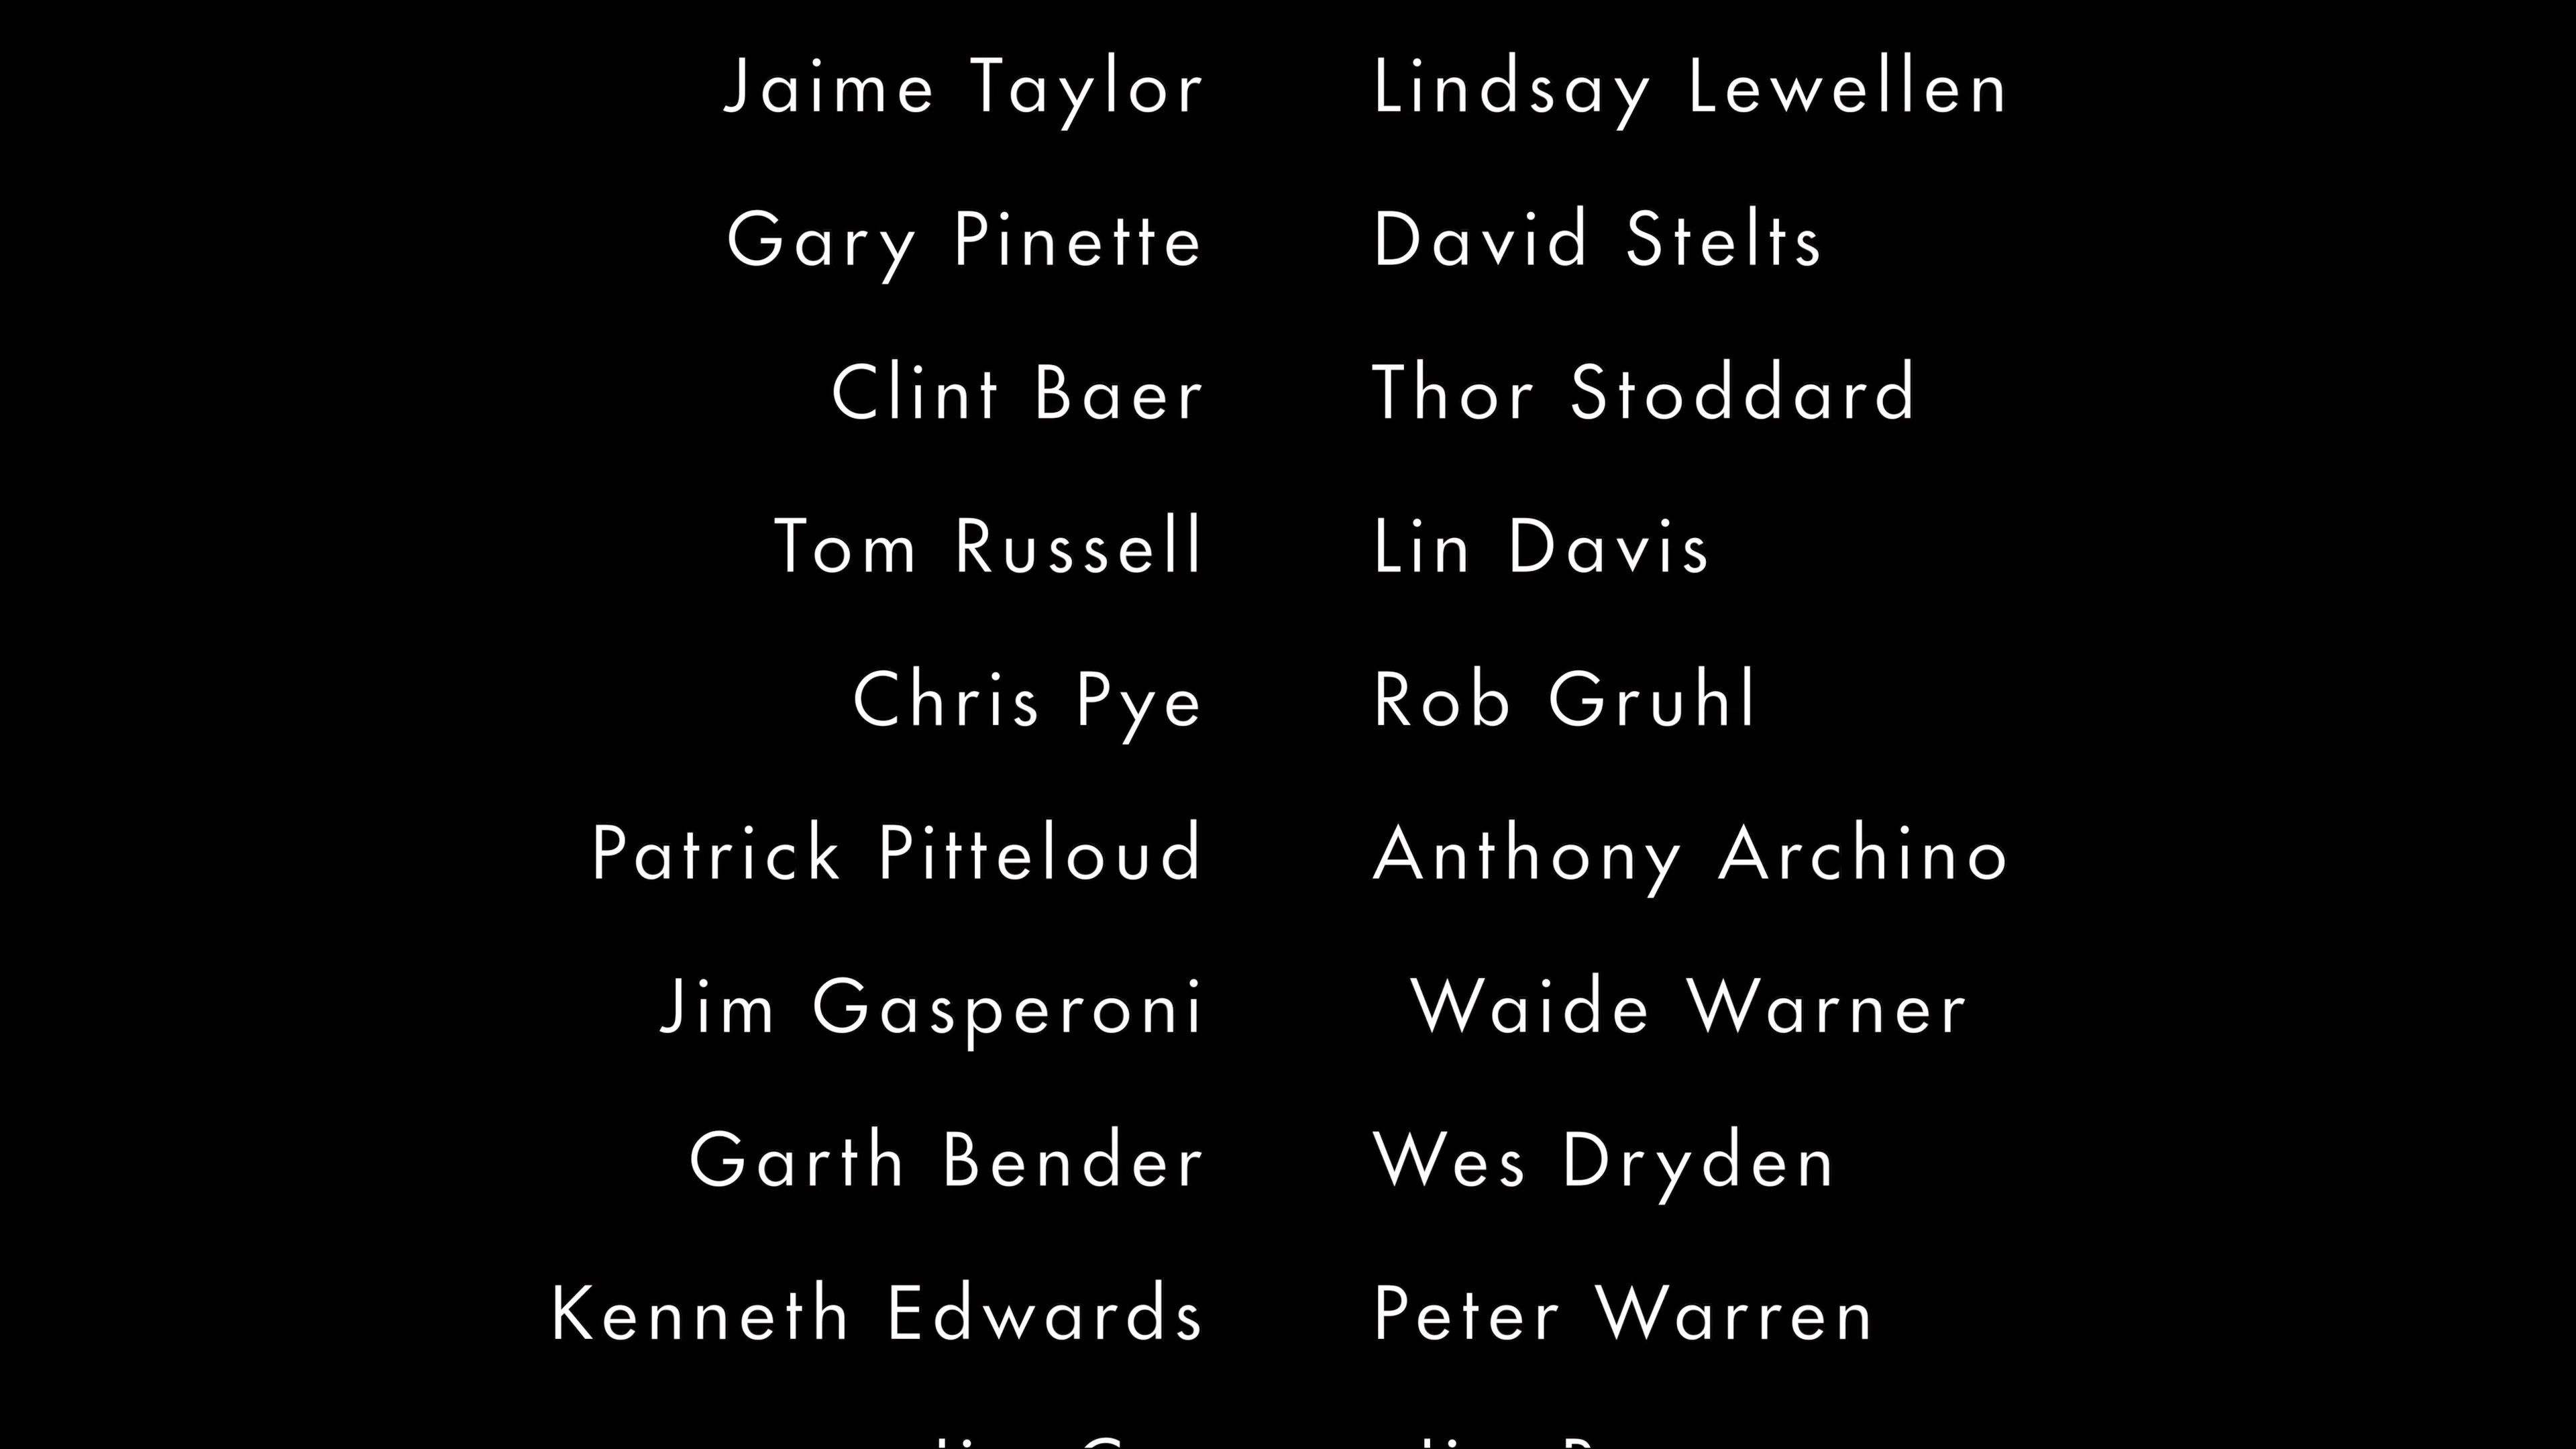 Jaime Taylor Lindsay Lewellen
Gary Pinette David Stelts
Clint Baer Thor Stoddard
Tom Russell Lin Davis
Chris Pye Rob Gruhl
Patrick Pitteloud Anthony Archino
Jim Gasperoni Waide Warner
Garth Bender Wes Dryden
Kenneth Edwards Peter Warren